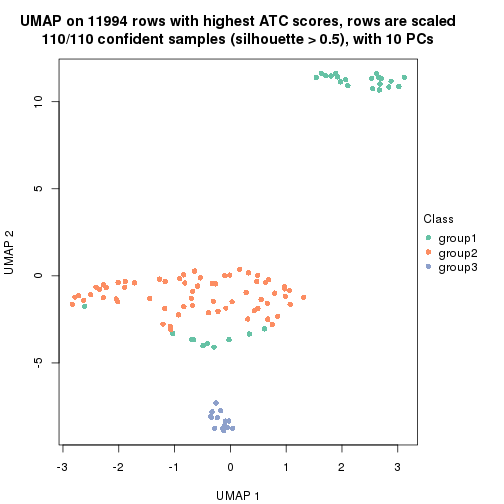 UMAP on 11994 rows with highest ATC scores, rows are scaled
110/110 confident samples (silhouette > 0.5), with 10 PCs
10
5
0
-5
UMAP 2
-3
-2
-1
0
1
2
3
UMAP 1
Class
group1
group2
group3